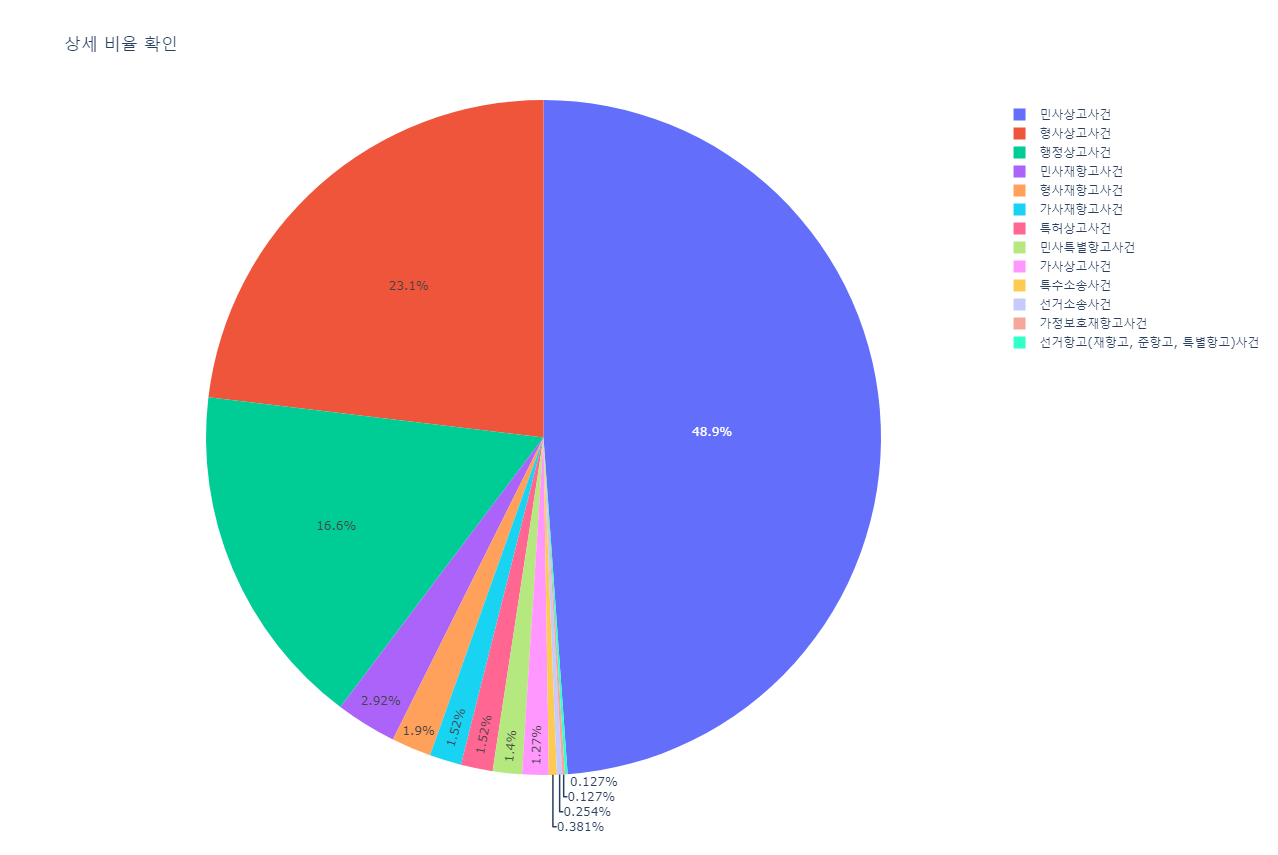 상세 비율 확인
민사상고사건
형사상고사건
행정상고사건
민사재항고사건
형사재항고사건
가사재항고사건
특허상고사건
민사특별항고사건
가사상고사건
특수소송사건
선거소송사건
가정보호재항고사건
선거항고(재항고, 준항고, 특별항고)사건
23.1%
48.9%
16.6%
2.92%
1.9%
1.52%
1.52%
1.4%
1.27%
0.127%
0.127%
0.254%
0.381%